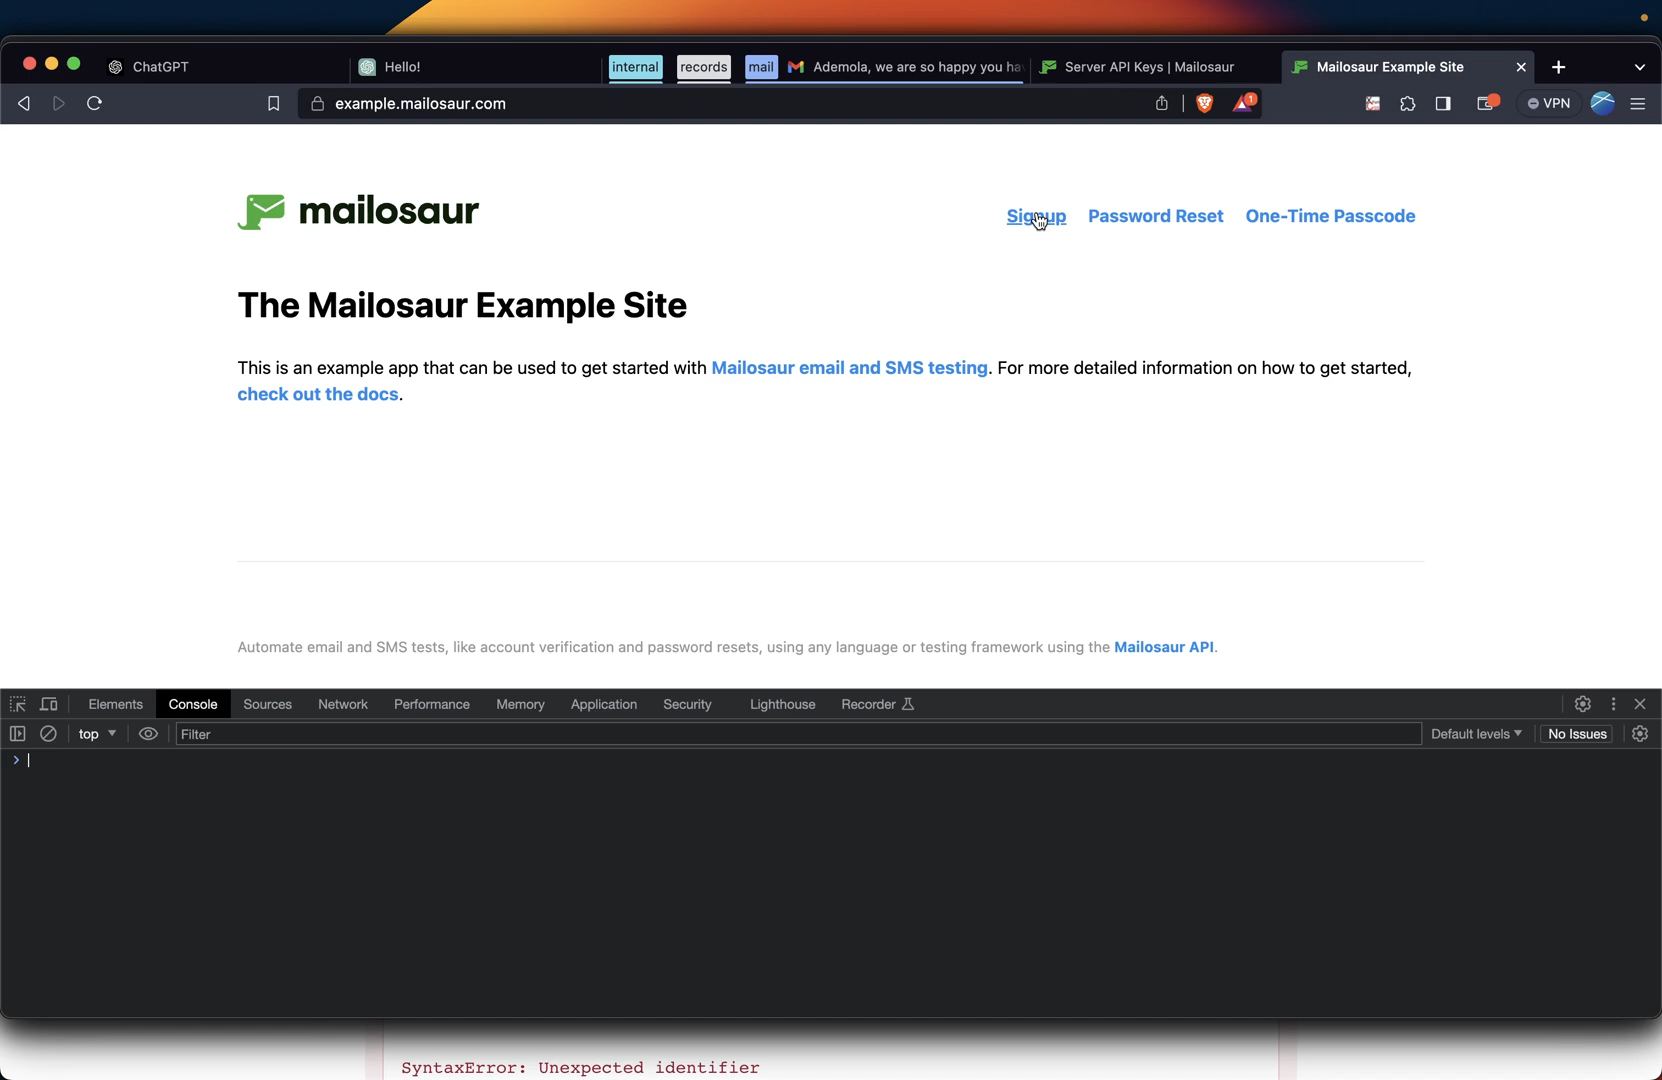 ChatGPT
Hello!
internal
records
mail
Ademola, we are so happy you ha
Server API Keys | Mailosaur
Mailosaur Example Site
example.mailosaur.com
1
VPN
mailosaur
Signup
Password Reset
One-Time Passcode
The Mailosaur Example Site
This is an example app that can be used to get started with Mailosaur email and SMS testing. For more detailed information on how to get started,
check out the docs.
Automate email and SMS tests, like account verification and password resets, using any language or testing framework using the Mailosaur API.
Elements
Console
Sources
Network
Performance
Memory
Application
Security
Lighthouse
Recorder
top
Filter
Default levels
No Issues
SyntaxError: Unexpected identifier